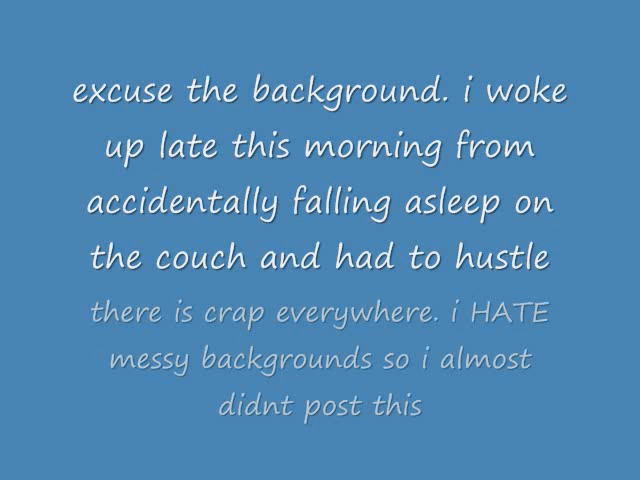 excuse the background. i woke
up late this morning from
accidentally falling asleep on
the couch and had to hustle
there is crap everywhere. i HATE
messy backgrounds so i almost
didnt post this